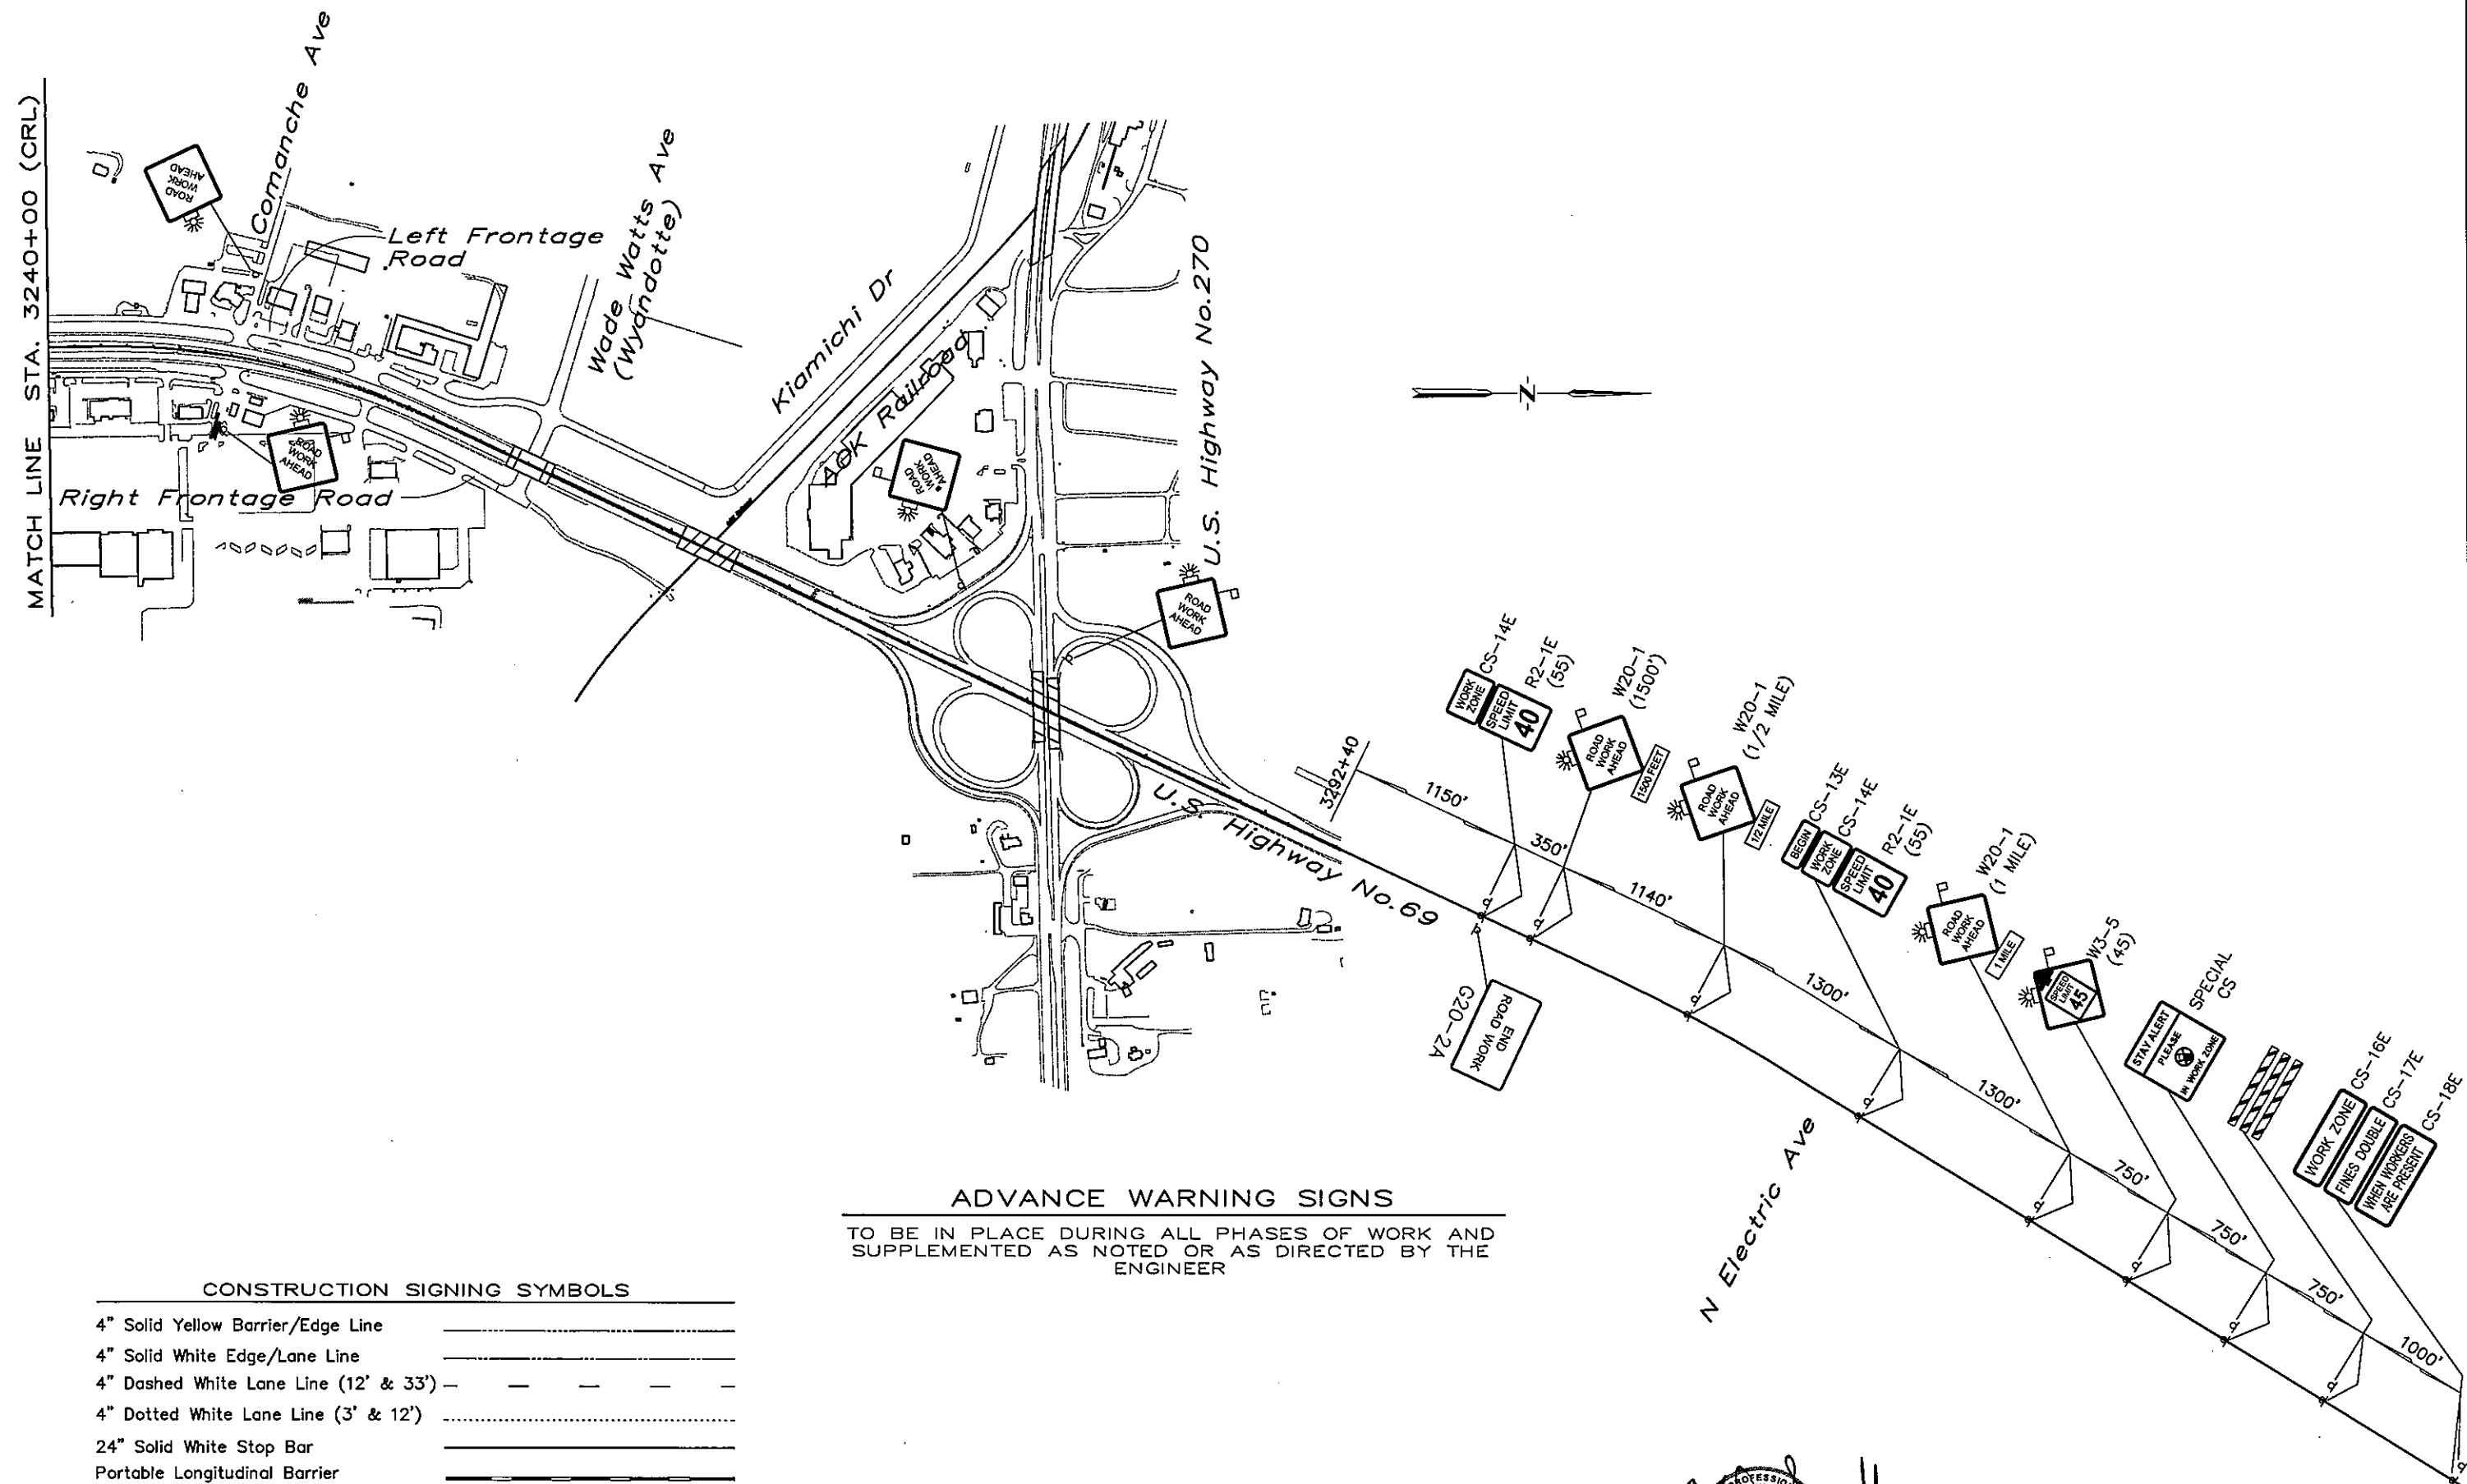 MATCH LINE STA. 3240+00 (CRL)
ROAD
WORK
AHEAD
Comanche Ave
Left Frontage
Road
Wade Watts Ave
(Wyandotte)
Kiamichi Dr
AOK Railroad
ROAD
WORK
AHEAD
Right Frontage Road
ROAD
WORK
AHEAD
U.S. Highway No.270
ROAD
WORK
AHEAD
N
U.S. Highway No.69
3292+40
1150'
350'
1140'
1300'
1300'
750'
750'
750'
1000'
WORK
ZONE
CS-14E
SPEED
LIMIT
40
R2-1E
(55)
ROAD
WORK
AHEAD
1500 FEET
W20-1
(1500')
ROAD
WORK
AHEAD
1/2 MILE
W20-1
(1/2 MILE)
BEGIN
CS-13E
WORK
ZONE
CS-14E
SPEED
LIMIT
40
R2-1E
(55)
ROAD
WORK
AHEAD
1 MILE
W20-1
(1 MILE)
SPEED
LIMIT
45
W3-5
(45)
STAY ALERT
PLEASE
IN WORK ZONE
SPECIAL
CS
WORK ZONE
CS-16E
FINES DOUBLE
CS-17E
WHEN WORKERS
ARE PRESENT
CS-18E
END
ROAD WORK
G20-2A
N Electric Ave
ADVANCE WARNING SIGNS
TO BE IN PLACE DURING ALL PHASES OF WORK AND
SUPPLEMENTED AS NOTED OR AS DIRECTED BY THE
ENGINEER
CONSTRUCTION SIGNING SYMBOLS
4" Solid Yellow Barrier/Edge Line
4" Solid White Edge/Lane Line
4" Dashed White Lane Line (12' & 33')
4" Dotted White Lane Line (3' & 12')
24" Solid White Stop Bar
Portable Longitudinal Barrier